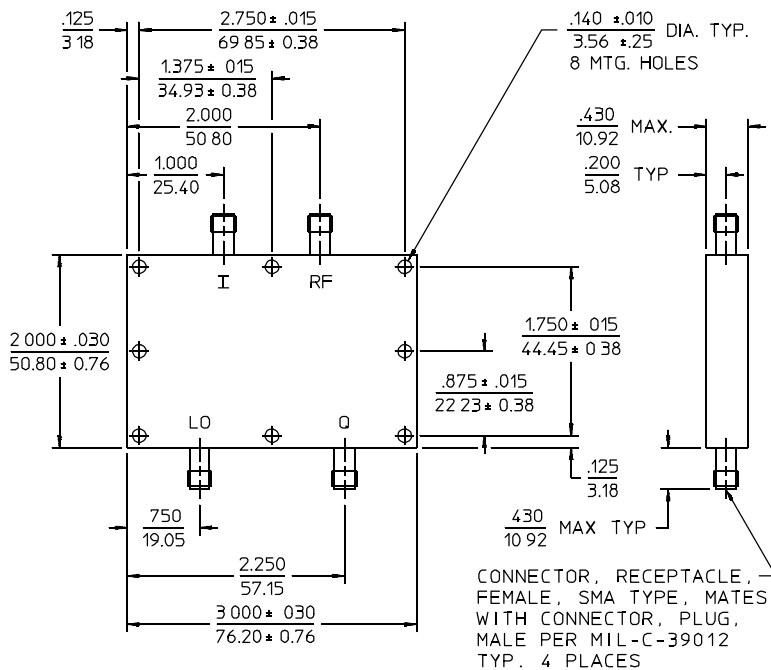 .125
3 18
2.750 ± .015
69 85 ± 0.38
.140 ±.010
3.56 ±.25
DIA. TYP.
8 MTG. HOLES
1.375 ± 015
34.93 ± 0.38
2.000
50 80
1.000
25.40
.430
10.92
MAX.
.200
5.08
TYP
I
RF
2 000 ± .030
50.80 ± 0.76
1.750 ± 015
44.45 ± 0 38
.875 ± .015
22 23 ± 0.38
LO
Q
.125
3.18
750
19.05
430
10 92
MAX TYP
2.250
57.15
3 000 ± 030
76.20 ± 0.76
CONNECTOR, RECEPTACLE,
FEMALE, SMA TYPE, MATES
WITH CONNECTOR, PLUG,
MALE PER MIL-C-39012
TYP. 4 PLACES